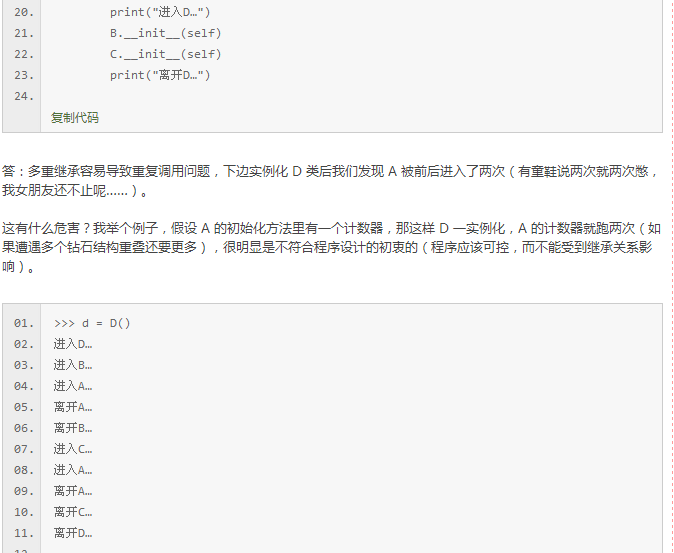 20.         print("进入D…")
21.         B.__init__(self)
22.         C.__init__(self)
23.         print("离开D…")
24.
复制代码
答：多重继承容易导致重复调用问题，下边实例化 D 类后我们发现 A 被前后进入了两次（有童鞋说两次就两次憋，
我女朋友还不止呢……）。
这有什么危害？我举个例子，假设 A 的初始化方法里有一个计数器，那这样 D 一实例化，A 的计数器就跑两次（如
果遭遇多个钻石结构重叠还要更多），很明显是不符合程序设计的初衷的（程序应该可控，而不能受到继承关系影
响）。
01. >>> d = D()
02. 进入D…
03. 进入B…
04. 进入A…
05. 离开A…
06. 离开B…
07. 进入C…
08. 进入A…
09. 离开A…
10. 离开C…
11. 离开D…